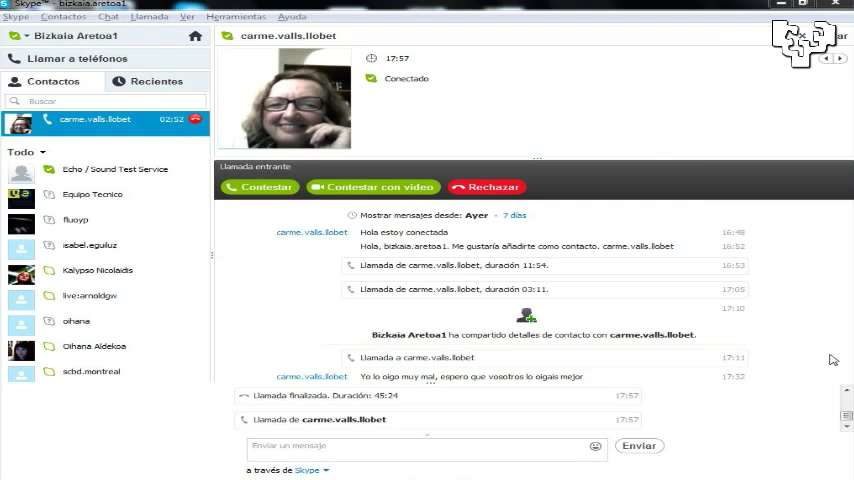 Skype™ - bizkaia.aretoa1
Skype Contactos Chat Llamada Ver Herramientas Ayuda
Bizkaia Aretoa1
Llamar a teléfonos
Contactos Recientes
Buscar
carme.valls.llobet 02:52
Todo
Echo / Sound Test Service
Equipo Tecnico
fluoyp
isabel.eguiluz
Kalypso Nicolaidis
live:arnoldgw
oihana
Oihana Aldekoa
scbd.montreal
carme.valls.llobet
17:57
Conectado
Llamada entrante
Contestar Contestar con video Rechazar
Mostrar mensajes desde: Ayer • 7 días
carme.valls.llobet Hola estoy conectada 16:48
Hola, bizkaia.aretoa1. Me gustaría añadirte como contacto. carme.valls.llobet 16:52
Llamada de carme.valls.llobet, duración 11:54. 16:53
Llamada de carme.valls.llobet, duración 03:11. 17:05
17:10
Bizkaia Aretoa1 ha compartido detalles de contacto con carme.valls.llobet.
Llamada a carme.valls.llobet 17:11
carme.valls.llobet Yo lo oigo muy mal, espero que vosotros lo oigais mejor 17:32
Llamada finalizada. Duración: 45:24 17:57
Llamada de carme.valls.llobet 17:57
Enviar un mensaje Enviar
a través de Skype